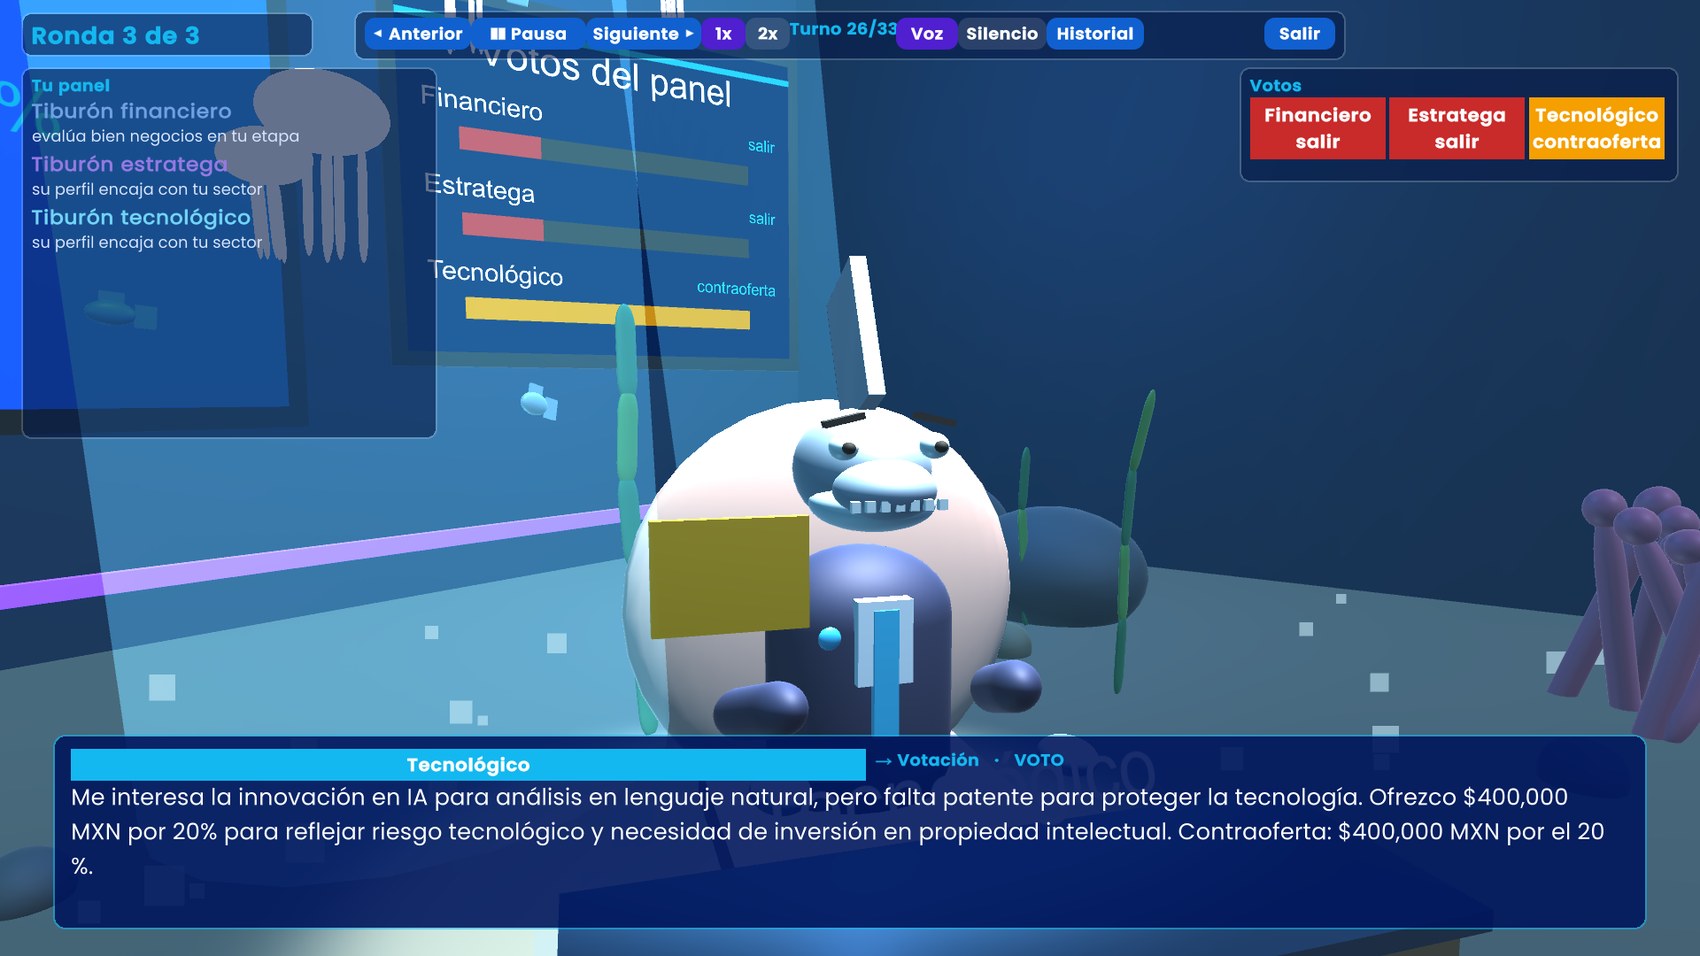 Ronda 3 de 3
Anterior
Pausa
Siguiente
1x
2x
Turno 26/33
Voz
Silencio
Historial
Salir
Tu panel
Tiburón financiero
evalúa bien negocios en tu etapa
Tiburón estratega
su perfil encaja con tu sector
Tiburón tecnológico
su perfil encaja con tu sector
Votos del panel
Financiero
salir
Estratega
salir
Tecnológico
contraoferta
Votos
Financiero
salir
Estratega
salir
Tecnológico
contraoferta
Tecnológico
→ Votación · VOTO
Me interesa la innovación en IA para análisis en lenguaje natural, pero falta patente para proteger la tecnología. Ofrezco $400,000
MXN por 20% para reflejar riesgo tecnológico y necesidad de inversión en propiedad intelectual. Contraoferta: $400,000 MXN por el 20
%.